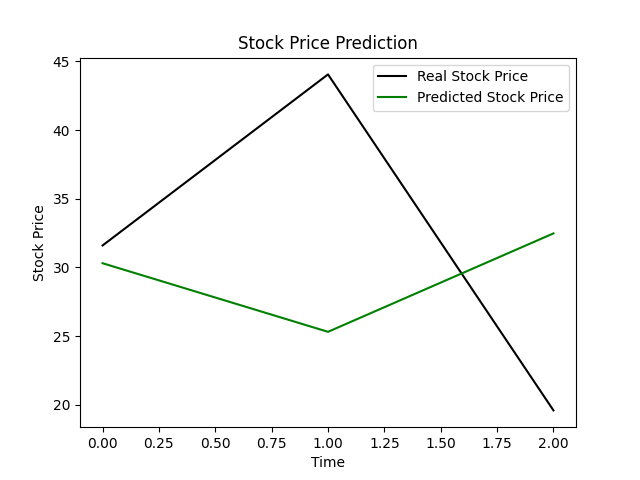 Stock Price Prediction
Real Stock Price
Predicted Stock Price
Stock Price
45
40
35
30
25
20
0.00 0.25 0.50 0.75 1.00 1.25 1.50 1.75 2.00
Time